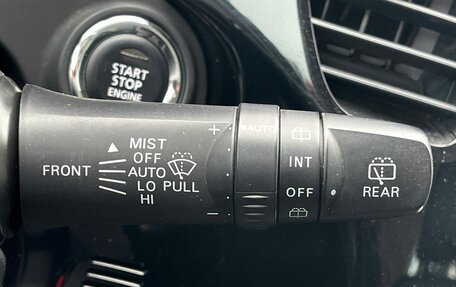 START
STOP
ENGINE
MIST
OFF
FRONT AUTO
LO PULL
HI
+
AUTO
−
INT
OFF
REAR